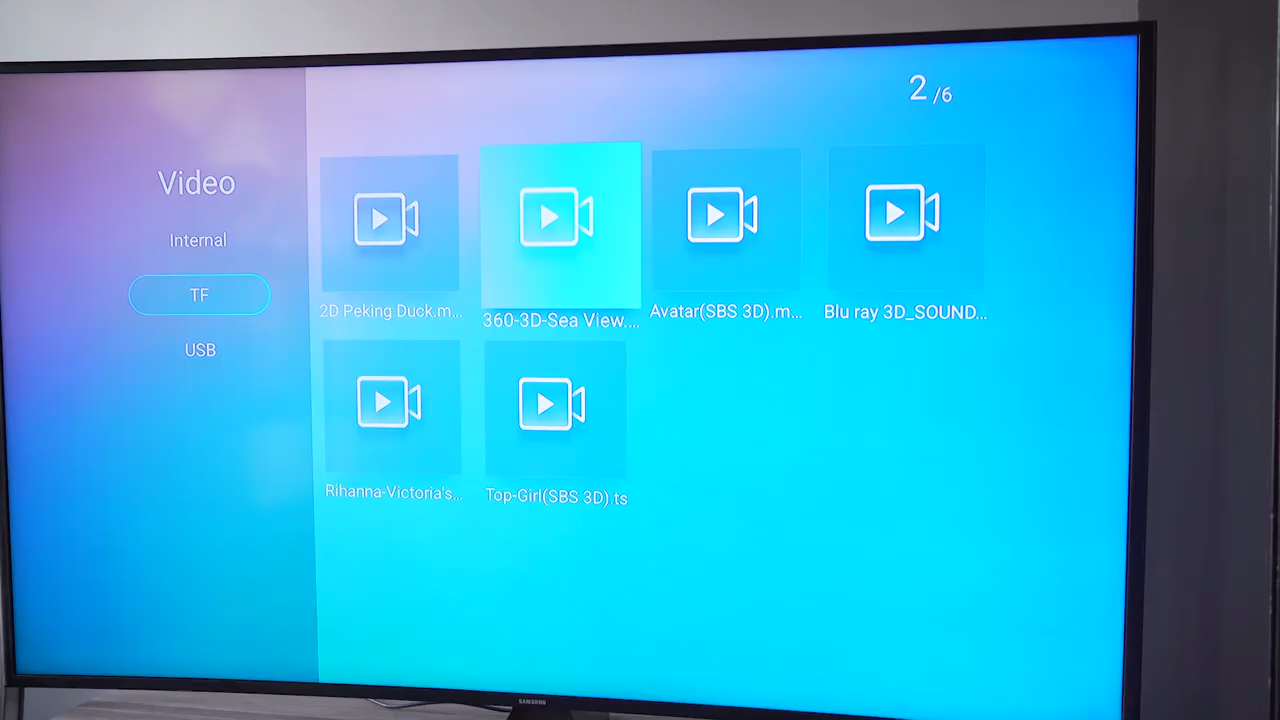 2 /6
Video
Internal
TF
USB
2D Peking Duck.m...
360-3D-Sea View....
Avatar(SBS 3D).m...
Blu ray 3D_SOUND...
Rihanna-Victoria's...
Top-Girl(SBS 3D).ts
SAMSUNG